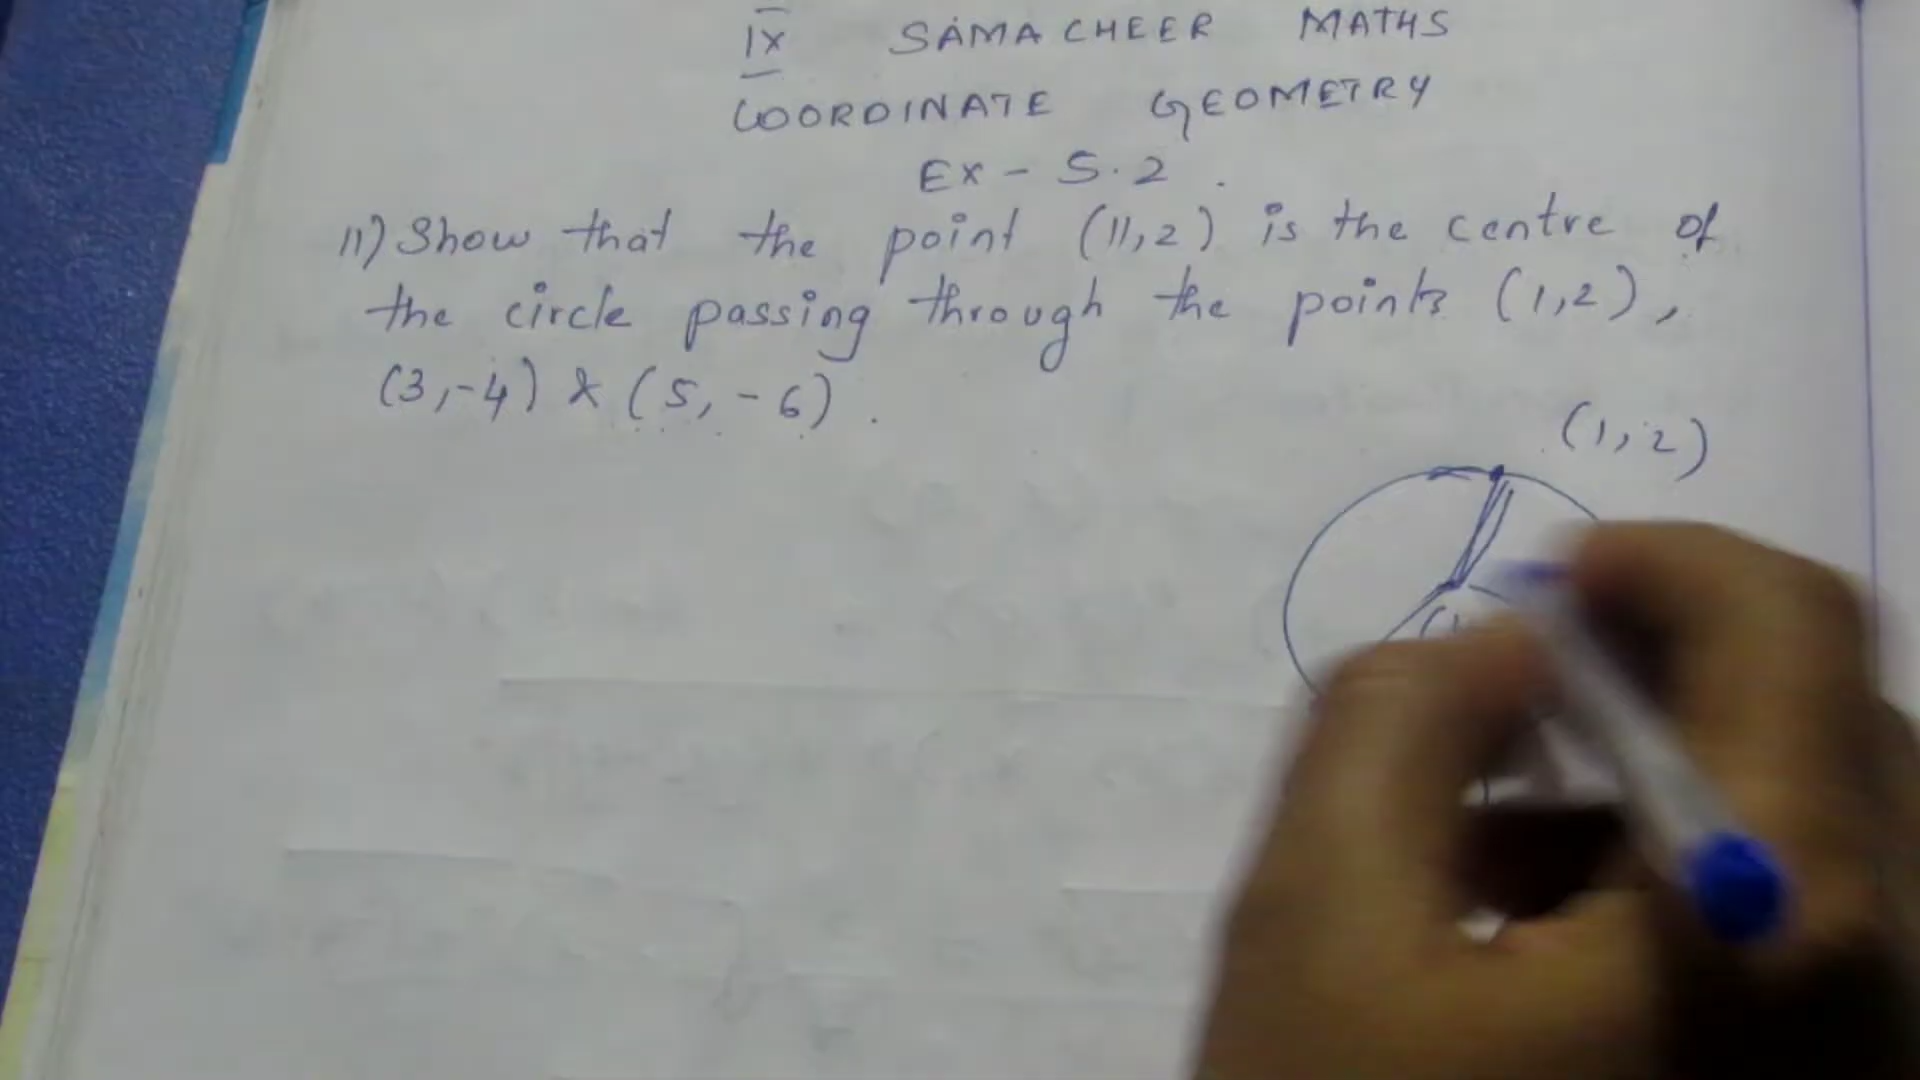 IX SAMACHEER MATHS
COORDINATE GEOMETRY
EX - 5.2
11) Show that the point (11,2) is the centre of
the circle passing through the points (1,2),
(3,-4) & (5,-6).
(1,2)